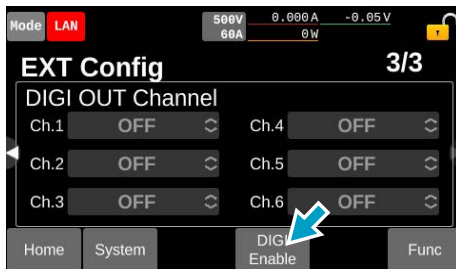 Mode LAN 500V 0.000A -0.05V
60A 0W
EXT Config 3/3
DIGI OUT Channel
Ch.1 OFF Ch.4 OFF
Ch.2 OFF Ch.5 OFF
Ch.3 OFF Ch.6 OFF
Home System DIGI Enable Func